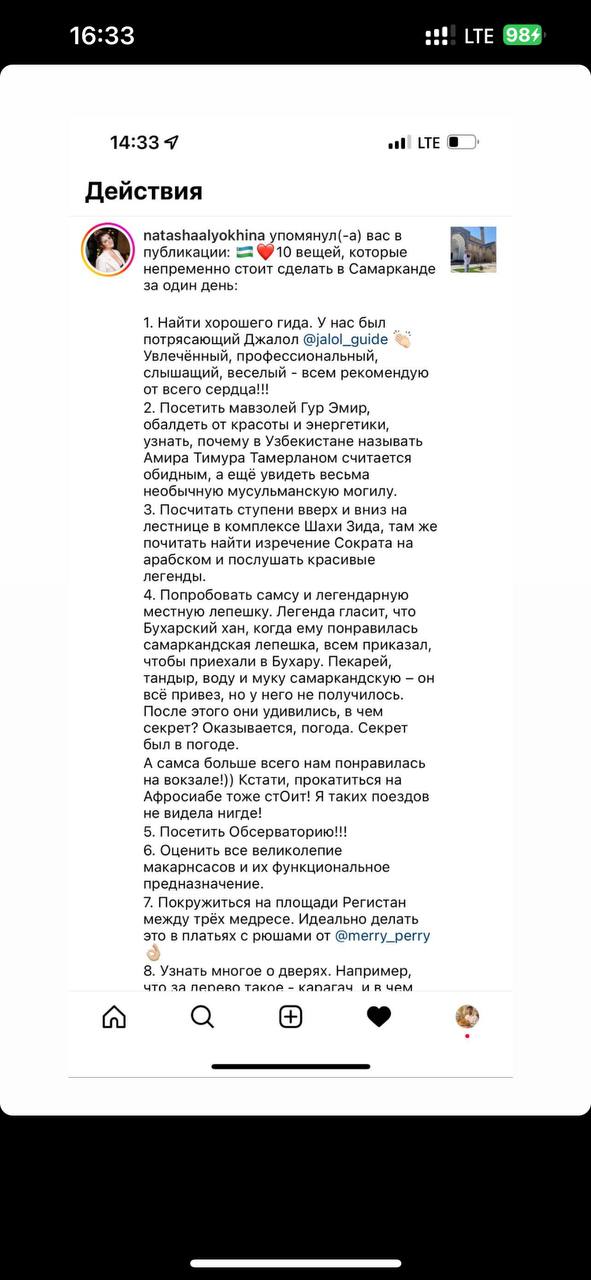 16:33
LTE 98
14:33
LTE
Действия
natashaalyokhina упомянул(-а) вас в
публикации: 🇺🇿❤️10 вещей, которые
непременно стоит сделать в Самарканде
за один день:
1. Найти хорошего гида. У нас был
потрясающий Джалол @jalol_guide 👏🏻
Увлечённый, профессиональный,
слышащий, веселый - всем рекомендую
от всего сердца!!!
2. Посетить мавзолей Гур Эмир,
обалдеть от красоты и энергетики,
узнать, почему в Узбекистане называть
Амира Тимура Тамерланом считается
обидным, а ещё увидеть весьма
необычную мусульманскую могилу.
3. Посчитать ступени вверх и вниз на
лестнице в комплексе Шахи Зида, там же
почитать найти изречение Сократа на
арабском и послушать красивые
легенды.
4. Попробовать самсу и легендарную
местную лепешку. Легенда гласит, что
Бухарский хан, когда ему понравилась
самаркандская лепешка, всем приказал,
чтобы приехали в Бухару. Пекарей,
тандыр, воду и муку самаркандскую – он
всё привез, но у него не получилось.
После этого они удивились, в чем
секрет? Оказывается, погода. Секрет
был в погоде.
А самса больше всего нам понравилась
на вокзале!)) Кстати, прокатиться на
Афросиабе тоже стОит! Я таких поездов
не видела нигде!
5. Посетить Обсерваторию!!!
6. Оценить все великолепие
макарнсасов и их функциональное
предназначение.
7. Покружиться на площади Регистан
между трёх медресе. Идеально делать
это в платьях с рюшами от @merry_perry
👌🏻
8. Узнать многое о дверях. Например,
что за дерево такое - карагач, и в чем